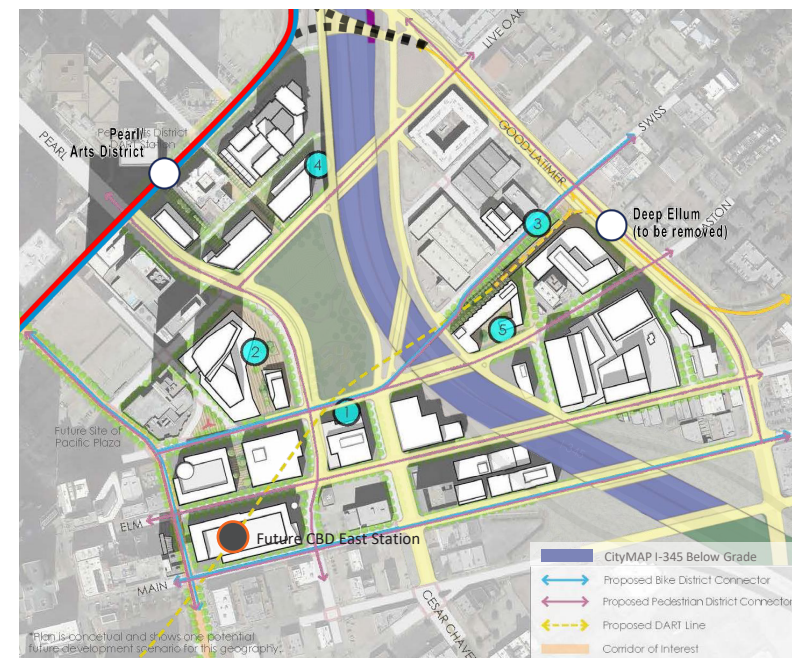 LIVE OAK
PEARL
Pearl/
Arts District
4
GOOD-LATIMER
SWISS
3
Deep Ellum
(to be removed)
5
2
1
Future Site of
Pacific Plaza
ELM
Future CBD East Station
MAIN
CESAR CHAVE
CityMAP I-345 Below Grade
Proposed Bike District Connector
Proposed Pedestrian District Connector
Proposed DART Line
Corridor of Interest
*Plan is concetual and shows one potential
future development scenario for this geography.